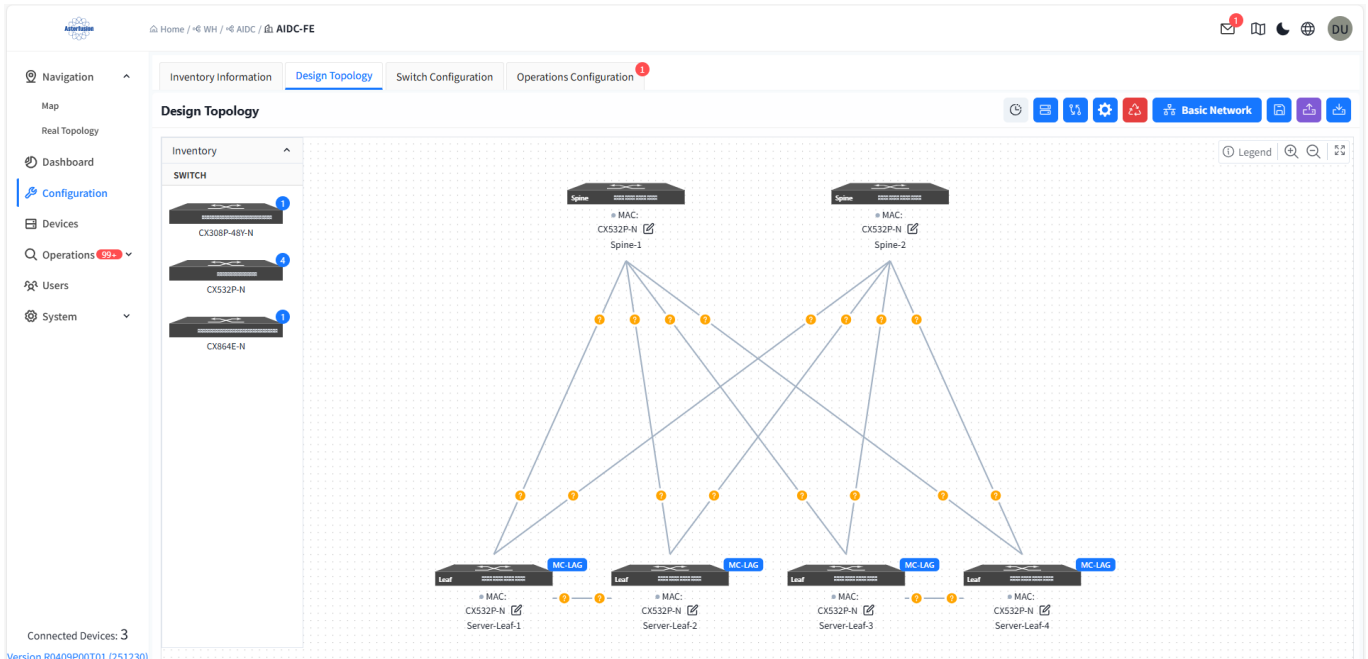 Asterfusion
Home / WH / AIDC / AIDC-FE
1
DU
Navigation
Map
Real Topology
Dashboard
Configuration
Devices
Operations 99+
Users
System
Connected Devices: 3
Version R0409P00T01 (251230)
Inventory Information
Design Topology
Switch Configuration
Operations Configuration 1
Design Topology
Basic Network
Inventory
SWITCH
1
CX308P-48Y-N
4
CX532P-N
1
CX864E-N
Legend
Spine
MAC:
CX532P-N
Spine-1
Spine
MAC:
CX532P-N
Spine-2
? ? ? ? ? ? ? ?
? ? ? ? ? ? ? ?
Leaf
MC-LAG
MAC:
CX532P-N
Server-Leaf-1
? ?
Leaf
MC-LAG
MAC:
CX532P-N
Server-Leaf-2
Leaf
MC-LAG
MAC:
CX532P-N
Server-Leaf-3
? ?
Leaf
MC-LAG
MAC:
CX532P-N
Server-Leaf-4